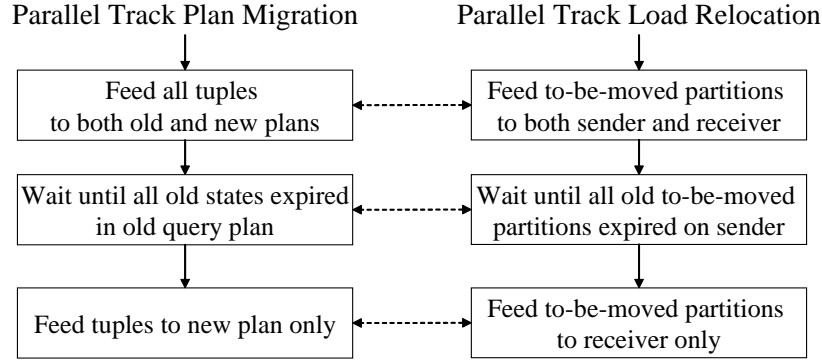 Parallel Track Plan Migration
Parallel Track Load Relocation
Feed all tuples
to both old and new plans
Feed to-be-moved partitions
to both sender and receiver
Wait until all old states expired
in old query plan
Wait until all old to-be-moved
partitions expired on sender
Feed tuples to new plan only
Feed to-be-moved partitions
to receiver only